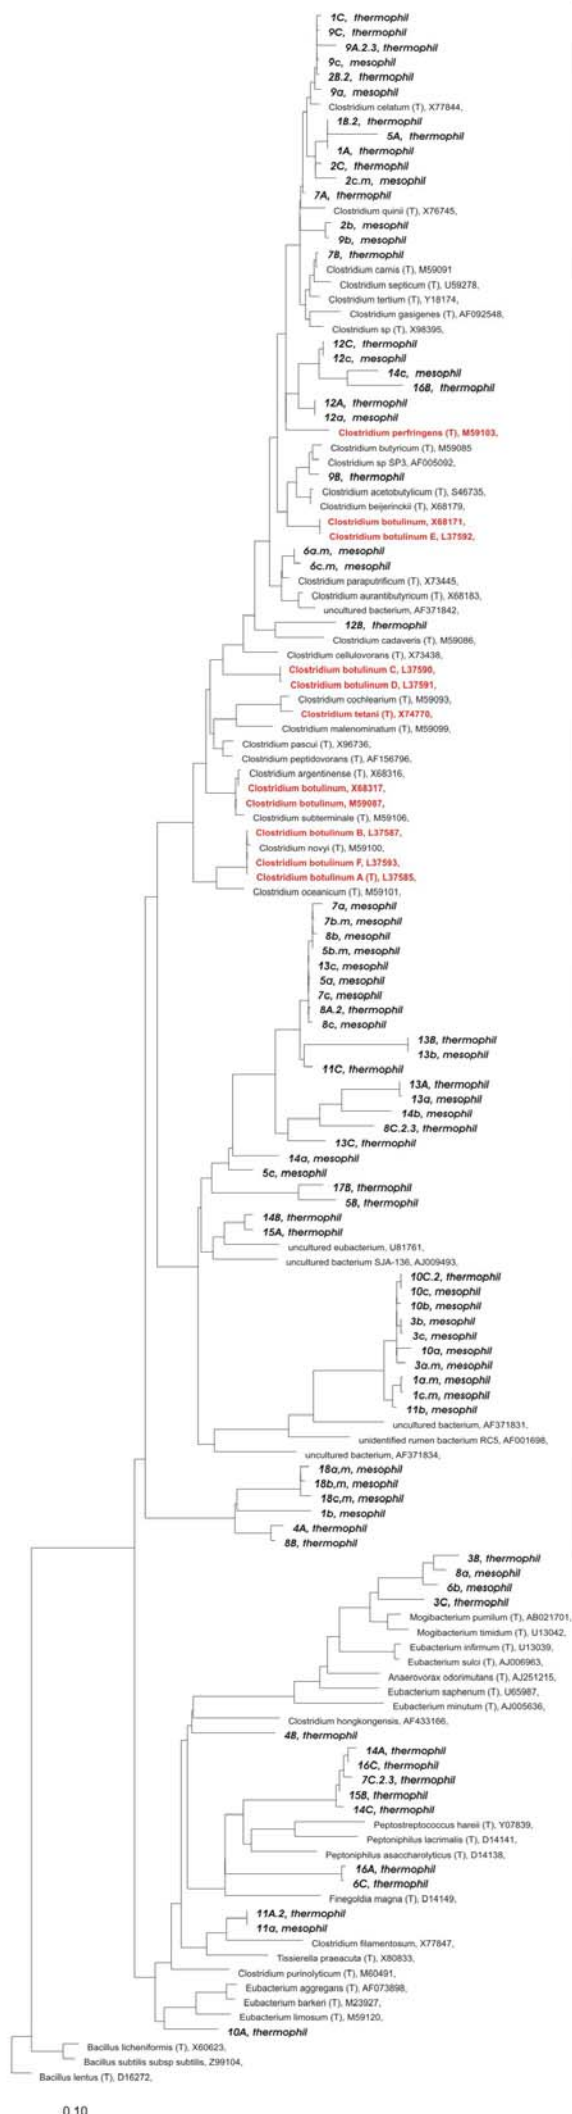 1C, thermophil
9C, thermophil
9A.2.3, thermophil
9c, mesophil
2B.2, thermophil
9a, mesophil
Clostridium celatum (T), X77844,
1B.2, thermophil
5A, thermophil
1A, thermophil
2C, thermophil
2c.m, mesophil
7A, thermophil
Clostridium quinii (T), X76745,
2b, mesophil
9b, mesophil
7B, thermophil
Clostridium carnis (T), M59091
Clostridium septicum (T), U59278,
Clostridium tertium (T), Y18174,
Clostridium gasigenes (T), AF092548,
Clostridium sp (T), X98395,
12C, thermophil
12c, mesophil
14c, mesophil
16B, thermophil
12A, thermophil
12a, mesophil
Clostridium perfringens (T), M59103,
Clostridium butyricum (T), M59085
Clostridium sp SP3, AF005092,
9B, thermophil
Clostridium acetobutylicum (T), S46735,
Clostridium beijerinckii (T), X68179,
Clostridium botulinum, X68171,
Clostridium botulinum E, L37592,
6a.m, mesophil
6c.m, mesophil
Clostridium paraputrificum (T), X73445,
Clostridium aurantibutyricum (T), X68183,
uncultured bacterium, AF371842,
12B, thermophil
Clostridium cadaveris (T), M59086,
Clostridium cellulovorans (T), X73438,
Clostridium botulinum C, L37590,
Clostridium botulinum D, L37591,
Clostridium cochlearium (T), M59093,
Clostridium tetani (T), X74770,
Clostridium malenominatum (T), M59099,
Clostridium pascui (T), X96736,
Clostridium peptidovorans (T), AF156796,
Clostridium argentinense (T), X68316,
Clostridium botulinum, X68317,
Clostridium botulinum, M59087,
Clostridium subterminale (T), M59106,
Clostridium botulinum B, L37587,
Clostridium novyi (T), M59100,
Clostridium botulinum F, L37593,
Clostridium botulinum A (T), L37585,
Clostridium oceanicum (T), M59101,
7a, mesophil
7b.m, mesophil
8b, mesophil
5b.m, mesophil
13c, mesophil
5a, mesophil
7c, mesophil
8A.2, thermophil
8c, mesophil
13B, thermophil
13b, mesophil
11C, thermophil
13A, thermophil
13a, mesophil
14b, mesophil
8C.2.3, thermophil
13C, thermophil
14a, mesophil
5c, mesophil
17B, thermophil
5B, thermophil
14B, thermophil
15A, thermophil
uncultured eubacterium, U81761,
uncultured bacterium SJA-136, AJ009493,
10C.2, thermophil
10c, mesophil
10b, mesophil
3b, mesophil
3c, mesophil
10a, mesophil
3a.m, mesophil
1a.m, mesophil
1c.m, mesophil
11b, mesophil
uncultured bacterium, AF371831,
unidentified rumen bacterium RC5, AF001698,
uncultured bacterium, AF371834,
18a,m, mesophil
18b,m, mesophil
18c,m, mesophil
1b, mesophil
4A, thermophil
8B, thermophil
3B, thermophil
8a, mesophil
6b, mesophil
3C, thermophil
Mogibacterium pumilum (T), AB021701,
Mogibacterium timidum (T), U13042,
Eubacterium infirmum (T), U13039,
Eubacterium sulci (T), AJ006963,
Anaerovorax odorimutans (T), AJ251215,
Eubacterium saphenum (T), U65987,
Eubacterium minutum (T), AJ005636,
Clostridium hongkongensis, AF433166,
4B, thermophil
14A, thermophil
16C, thermophil
7C.2.3, thermophil
15B, thermophil
14C, thermophil
Peptostreptococcus hareii (T), Y07839,
Peptoniphilus lacrimalis (T), D14141,
Peptoniphilus asaccharolyticus (T), D14138,
16A, thermophil
6C, thermophil
Finegoldia magna (T), D14149,
11A.2, thermophil
11a, mesophil
Clostridium filamentosum, X77847,
Tissierella praeacuta (T), X80833,
Clostridium purinolyticum (T), M60491,
Eubacterium aggregans (T), AF073898,
Eubacterium barkeri (T), M23927,
Eubacterium limosum (T), M59120,
10A, thermophil
Bacillus licheniformis (T), X60623,
Bacillus subtilis subsp subtilis, Z99104,
Bacillus lentus (T), D16272,
0.10